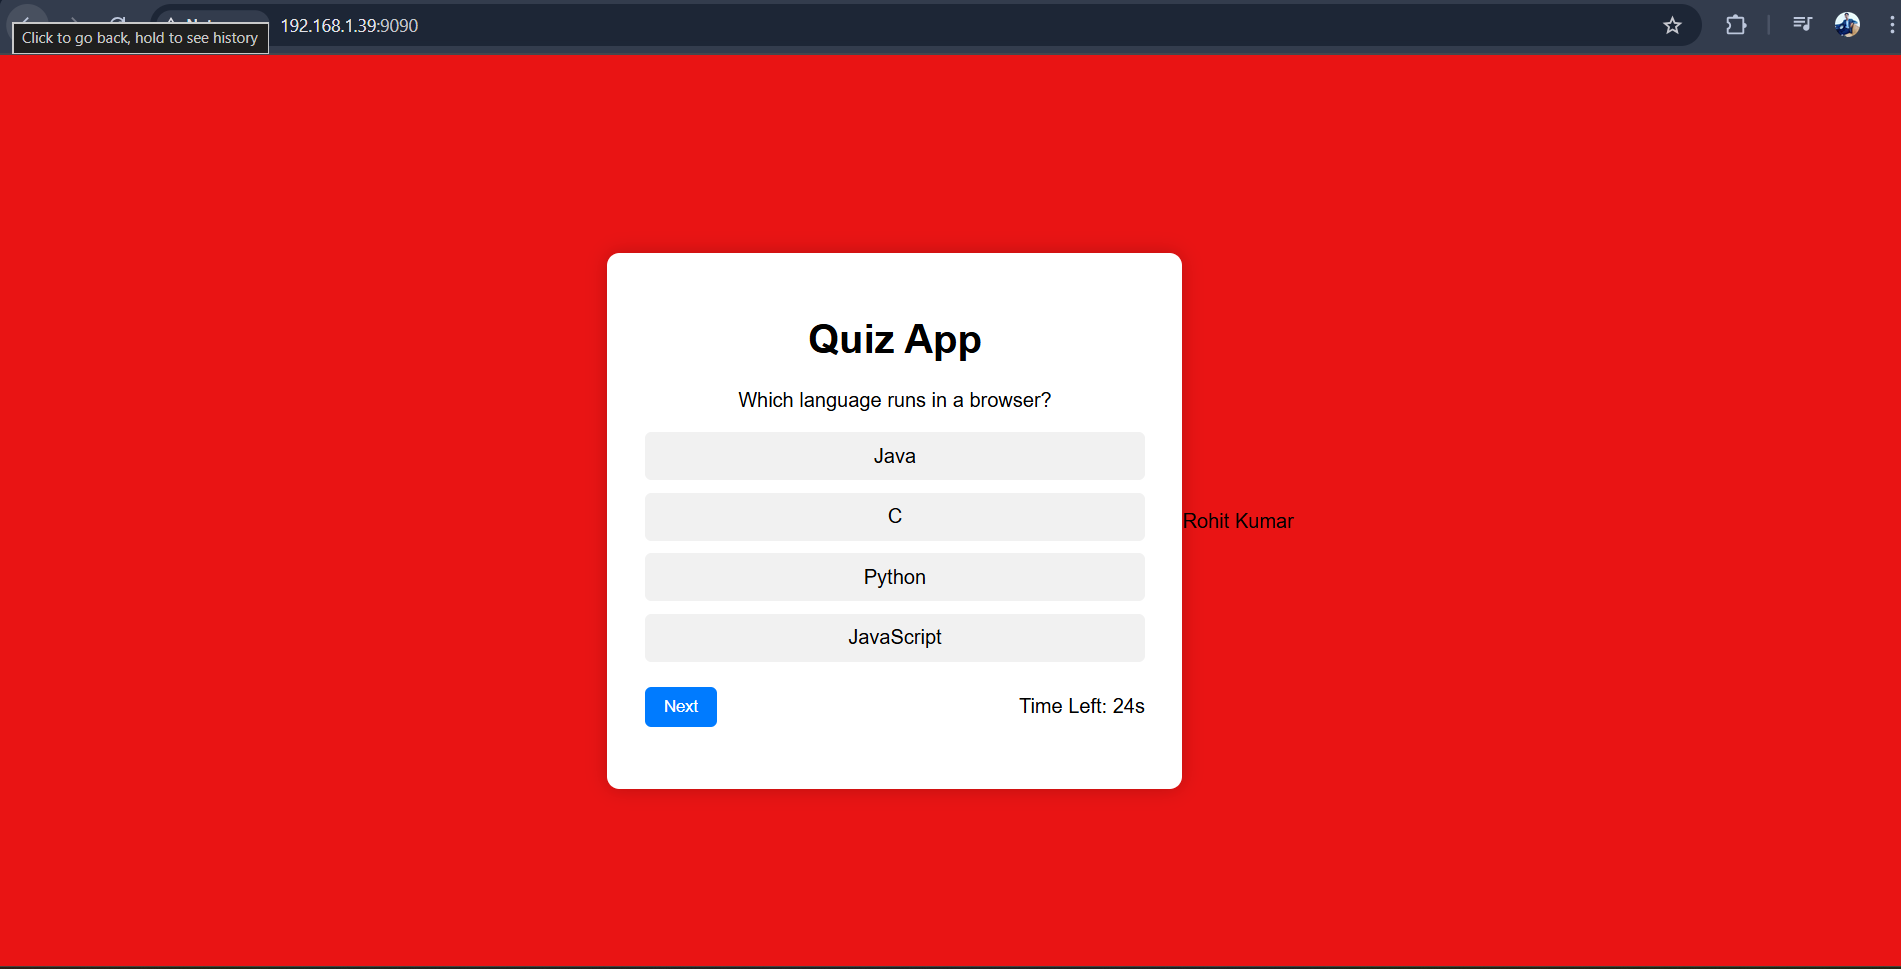 192.168.1.39:9090
Click to go back, hold to see history
Quiz App
Which language runs in a browser?
Java
C
Rohit Kumar
Python
JavaScript
Next
Time Left: 24s